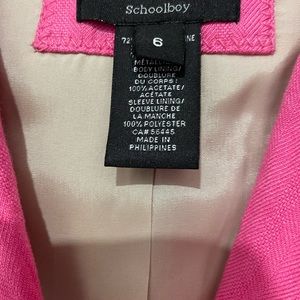 Schoolboy
6
BODY LINING/
DOUBLURE
DU CORPS:
100% ACETATE/
ACÉTATE
SLEEVE LINING/
DOUBLURE DE
LA MANCHE
100% POLYESTER
CA# 56445
MADE IN
PHILIPPINES